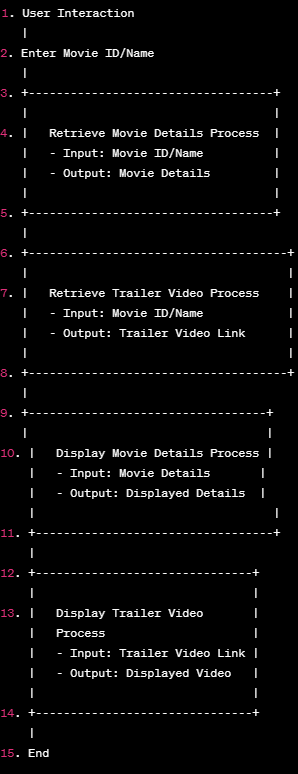 1. User Interaction
   |
2. Enter Movie ID/Name
   |
3. +-----------------------------------+
   |                                   |
4. |   Retrieve Movie Details Process  |
   |   - Input: Movie ID/Name          |
   |   - Output: Movie Details         |
   |                                   |
5. +-----------------------------------+
   |
6. +-------------------------------------+
   |                                     |
7. |   Retrieve Trailer Video Process    |
   |   - Input: Movie ID/Name            |
   |   - Output: Trailer Video Link      |
   |                                     |
8. +-------------------------------------+
   |
9. +----------------------------------+
   |                                  |
10. |   Display Movie Details Process |
    |   - Input: Movie Details       |
    |   - Output: Displayed Details  |
    |                                  |
11. +----------------------------------+
    |
12. +-------------------------------+
    |                               |
13. |   Display Trailer Video       |
    |   Process                     |
    |   - Input: Trailer Video Link |
    |   - Output: Displayed Video   |
    |                               |
14. +-------------------------------+
    |
15. End